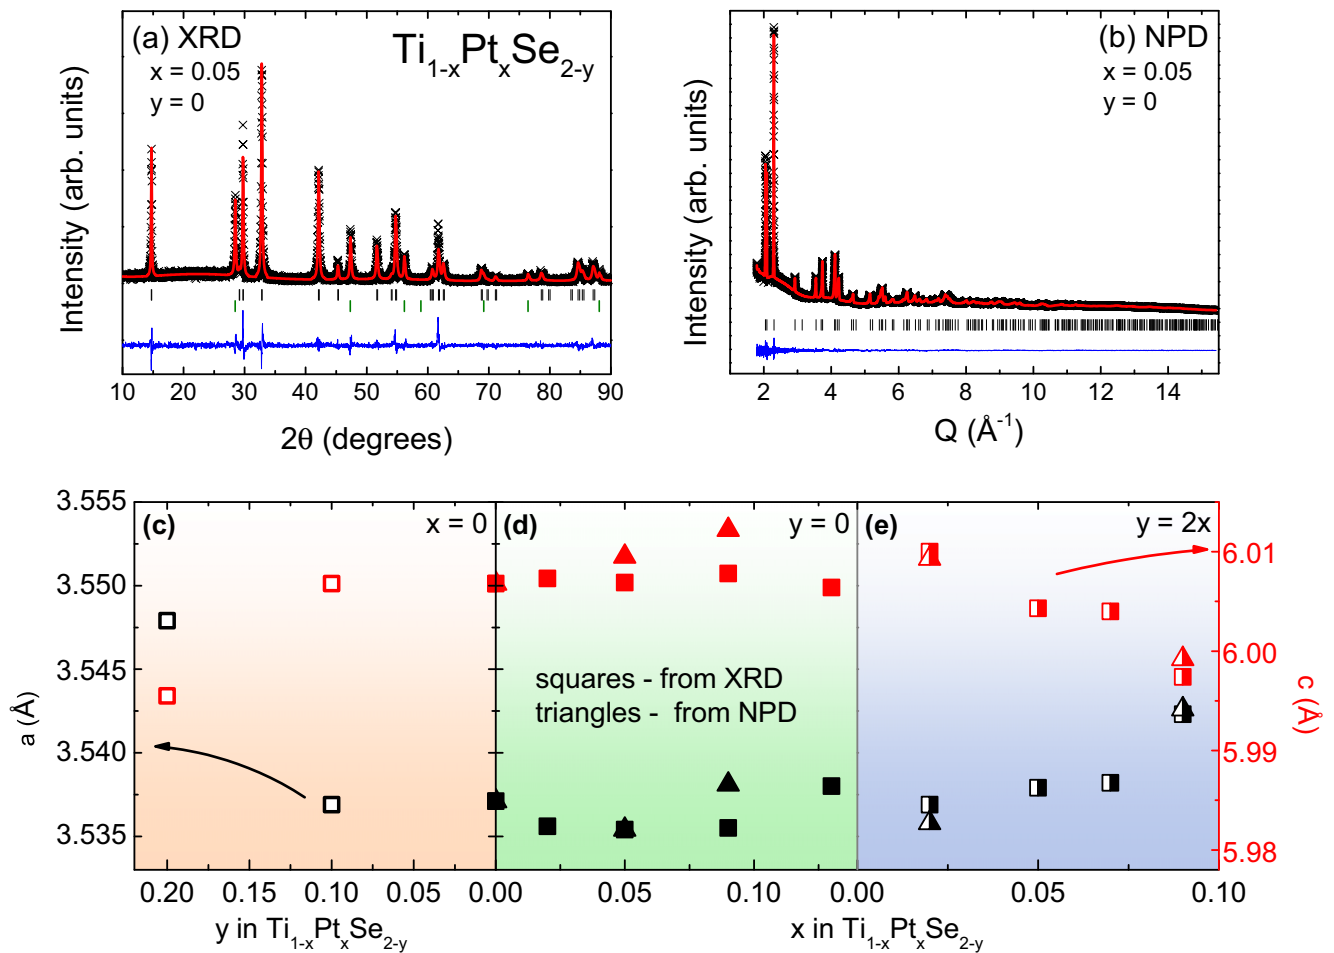 (a) XRD
Ti1-xPtxSe2-y
x = 0.05
y = 0
Intensity (arb. units)
10 20 30 40 50 60 70 80 90
2θ (degrees)
(b) NPD
x = 0.05
y = 0
Intensity (arb. units)
2 4 6 8 10 12 14
Q (Å-1)
(c) x = 0
(d) y = 0
(e) y = 2x
3.555
3.550
3.545
3.540
3.535
a (Å)
squares - from XRD
triangles - from NPD
6.01
6.00
5.99
5.98
c (Å)
0.20 0.15 0.10 0.00 0.05 0.10 0.00 0.05 0.10
y in Ti1-xPtxSe2-y
x in Ti1-xPtxSe2-y